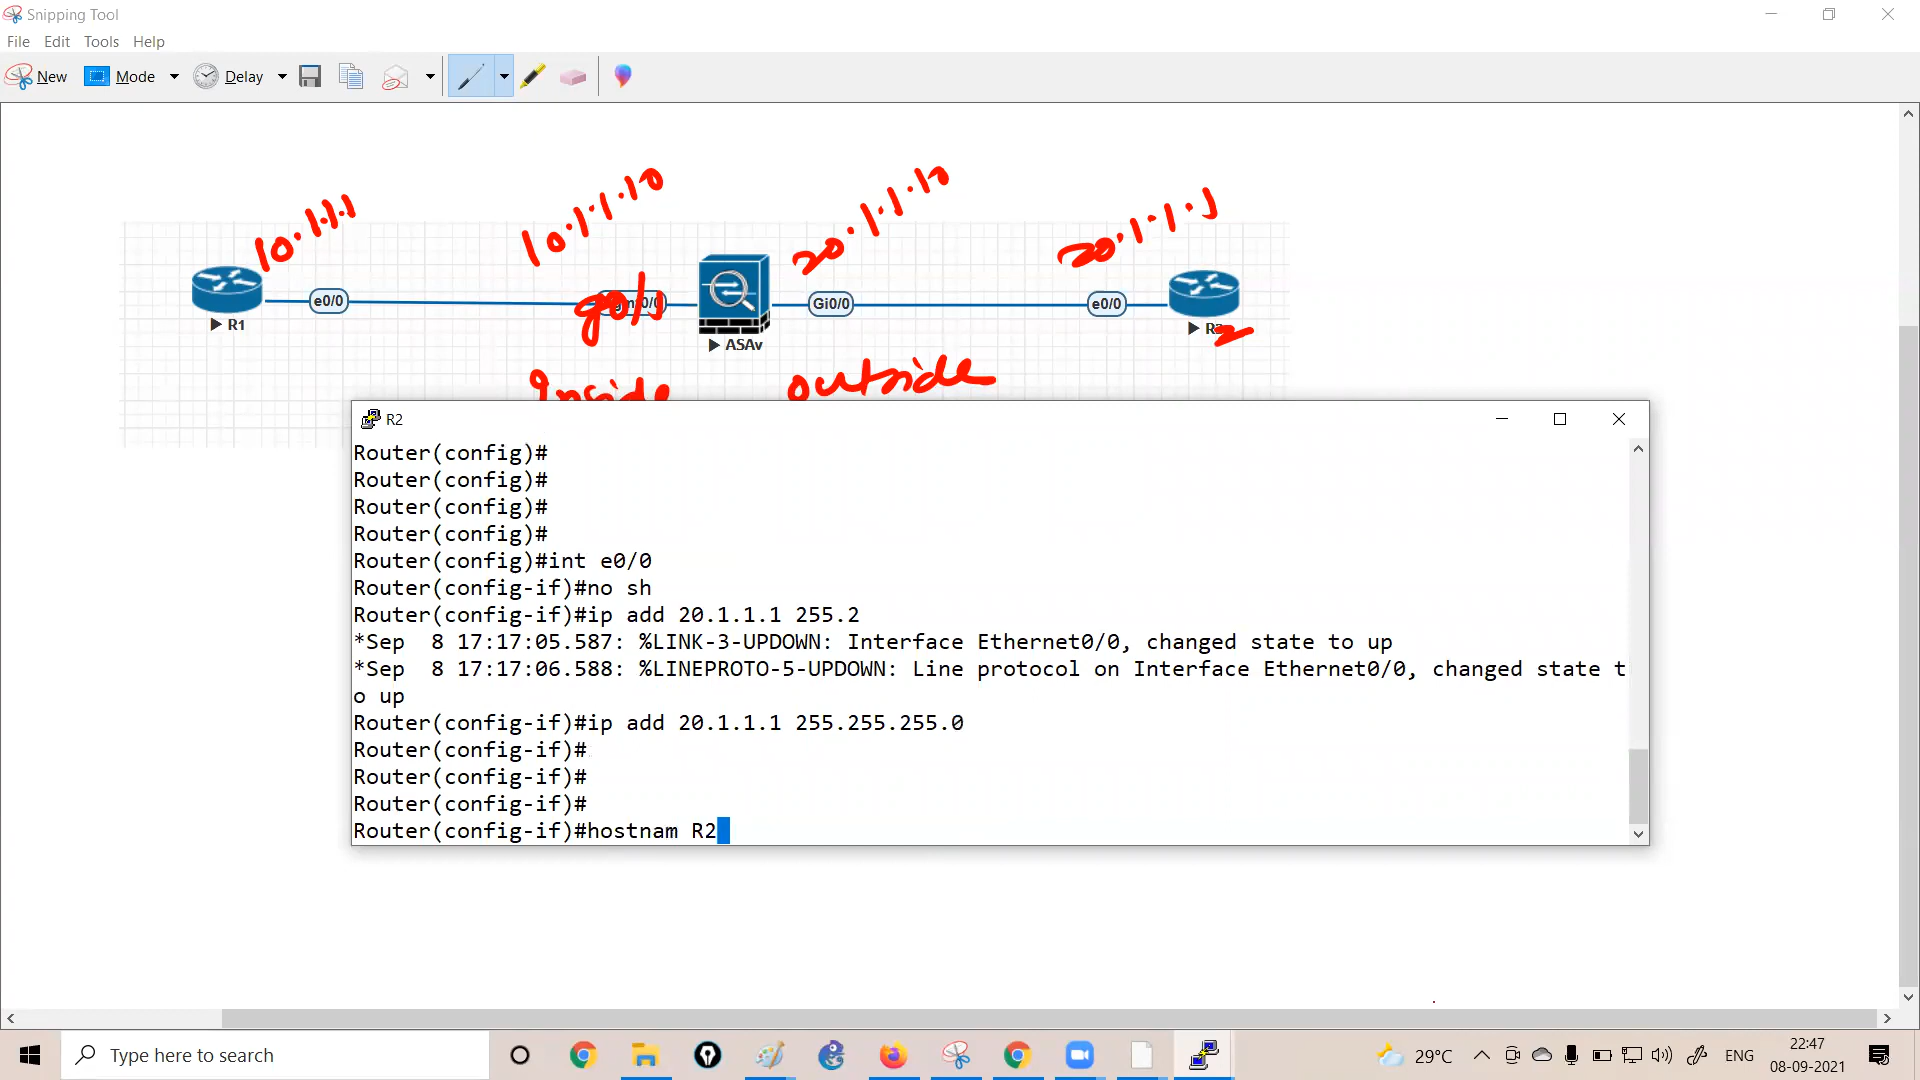 Snipping Tool
File Edit Tools Help
New Mode Delay
10.1.1.1
10.1.1.10
20.1.1.10
20.1.1.1
e0/0
g0/1
Gi0/0
e0/0
R1
ASAv
R2
Inside
outside
R2
Router(config)#
Router(config)#
Router(config)#
Router(config)#
Router(config)#int e0/0
Router(config-if)#no sh
Router(config-if)#ip add 20.1.1.1 255.2
*Sep  8 17:17:05.587: %LINK-3-UPDOWN: Interface Ethernet0/0, changed state to up
*Sep  8 17:17:06.588: %LINEPROTO-5-UPDOWN: Line protocol on Interface Ethernet0/0, changed state t
o up
Router(config-if)#ip add 20.1.1.1 255.255.255.0
Router(config-if)#
Router(config-if)#
Router(config-if)#
Router(config-if)#hostnam R2
Type here to search
29°C
ENG
22:47
08-09-2021